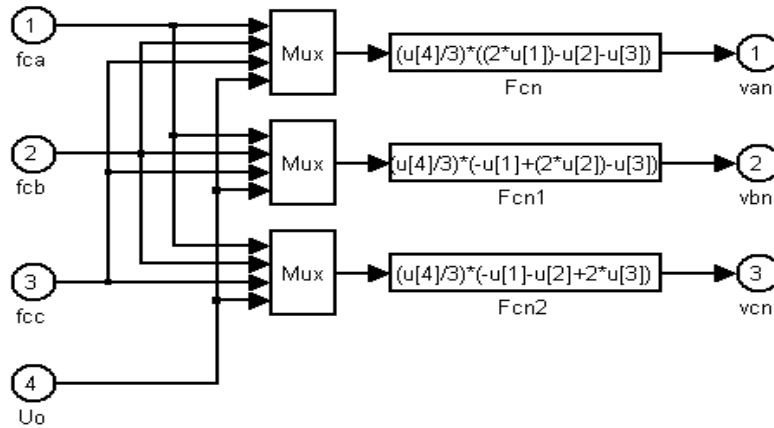 1
fca
Mux
(u[4]/3)*((2*u[1])-u[2]-u[3])
Fcn
1
van
2
fcb
Mux
(u[4]/3)*(-u[1]+(2*u[2])-u[3])
Fcn1
2
vbn
3
fcc
Mux
(u[4]/3)*(-u[1]-u[2]+2*u[3])
Fcn2
3
vcn
4
Uo